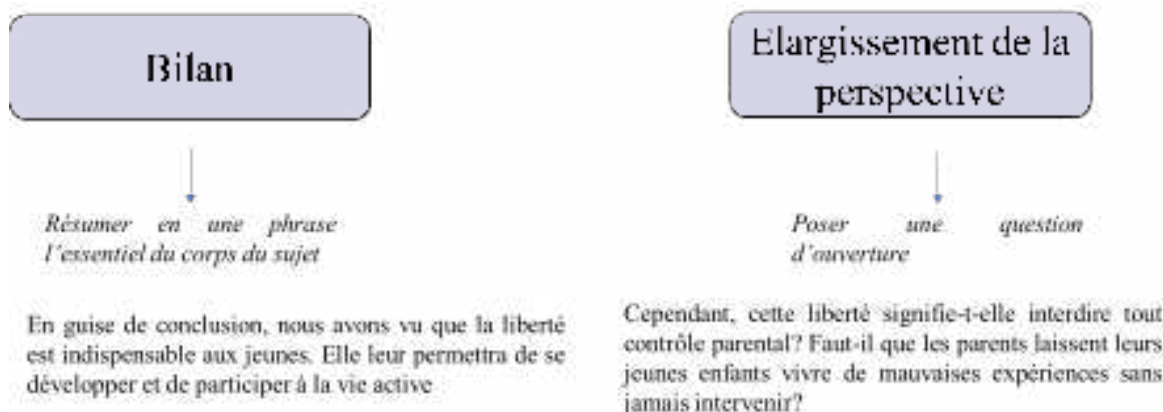 Bilan
Résumer en une phrase
l'essentiel du corps du sujet
En guise de conclusion, nous avons vu que la liberté
est indispensable aux jeunes. Elle leur permettra de se
développer et de participer à la vie active
Elargissement de la
perspective
Poser une question
d'ouverture
Cependant, cette liberté signifie-t-elle interdire tout
contrôle parental? Faut-il que les parents laissent leurs
jeunes enfants vivre de mauvaises expériences sans
jamais intervenir?